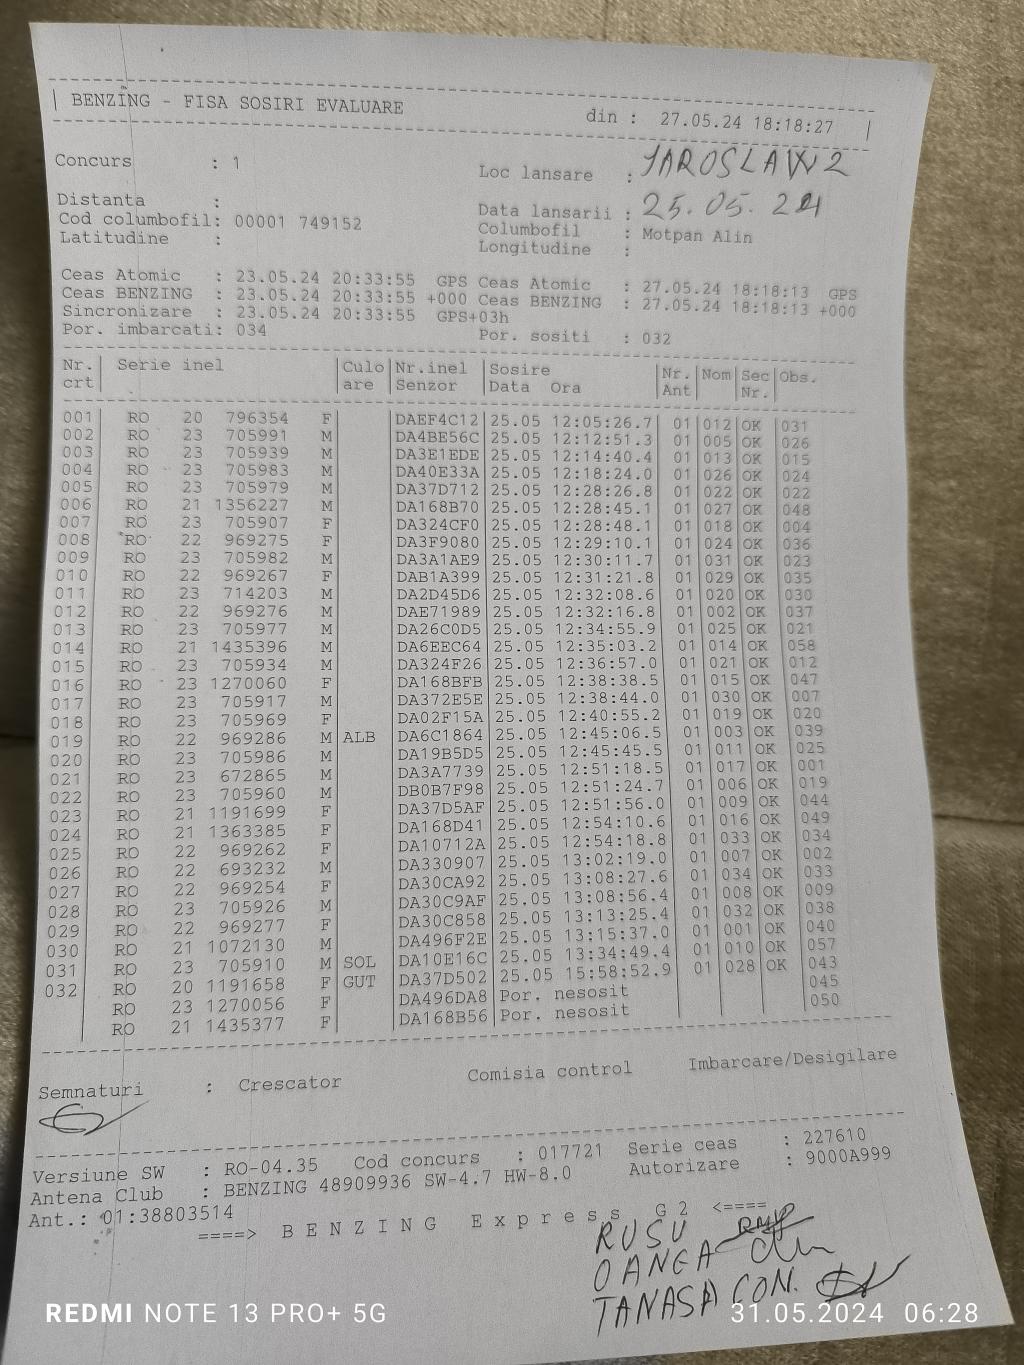 BENZING - FISA SOSIRI EVALUARE din : 27.05.24 18:18:27
Concurs : 1 Loc lansare : JAROSLAW 2
Distanta : Data lansarii : 25.05.24
Cod columbofil: 00001 749152 Columbofil : Motpan Alin
Latitudine : Longitudine :
Ceas Atomic : 23.05.24 20:33:55 GPS Ceas Atomic : 27.05.24 18:18:13 GPS
Ceas BENZING : 23.05.24 20:33:55 +000 Ceas BENZING : 27.05.24 18:18:13 +000
Sincronizare : 23.05.24 20:33:55 GPS+03h
Por. imbarcati: 034 Por. sositi : 032
Nr. Serie inel Culo Nr.inel Sosire Nr. Nom Sec Obs.
crt are Senzor Data Ora Ant Nr.
001 RO 20 796354 F DAEF4C12 25.05 12:05:26.7 01 012 OK 031
002 RO 23 705991 M DA4BE56C 25.05 12:12:51.3 01 005 OK 026
003 RO 23 705939 M DA3E1EDE 25.05 12:14:40.4 01 013 OK 015
004 RO 23 705983 M DA40E33A 25.05 12:18:24.0 01 026 OK 024
005 RO 23 705979 M DA37D712 25.05 12:28:26.8 01 022 OK 022
006 RO 21 1356227 M DA168B70 25.05 12:28:45.1 01 027 OK 048
007 RO 23 705907 F DA324CF0 25.05 12:28:48.1 01 018 OK 004
008 RO 22 969275 F DA3F9080 25.05 12:29:10.1 01 024 OK 036
009 RO 23 705982 M DA3A1AE9 25.05 12:30:11.7 01 031 OK 023
010 RO 22 969267 F DAB1A399 25.05 12:31:21.8 01 029 OK 035
011 RO 23 714203 M DA2D45D6 25.05 12:32:08.6 01 020 OK 030
012 RO 22 969276 M DAE71989 25.05 12:32:16.8 01 002 OK 037
013 RO 23 705977 M DA26C0D5 25.05 12:34:55.9 01 025 OK 021
014 RO 21 1435396 M DA6EEC64 25.05 12:35:03.2 01 014 OK 058
015 RO 23 705934 M DA324F26 25.05 12:36:57.0 01 021 OK 012
016 RO 23 1270060 F DA168BFB 25.05 12:38:38.5 01 015 OK 047
017 RO 23 705917 M DA372E5E 25.05 12:38:44.0 01 030 OK 007
018 RO 23 705969 F DA02F15A 25.05 12:40:55.2 01 019 OK 020
019 RO 22 969286 M ALB DA6C1864 25.05 12:45:06.5 01 003 OK 039
020 RO 23 705986 M DA19B5D5 25.05 12:45:45.5 01 011 OK 025
021 RO 23 672865 M DA3A7739 25.05 12:51:18.5 01 017 OK 001
022 RO 23 705960 M DB0B7F98 25.05 12:51:24.7 01 006 OK 019
023 RO 21 1191699 F DA37D5AF 25.05 12:51:56.0 01 009 OK 044
024 RO 21 1363385 F DA168D41 25.05 12:54:10.6 01 016 OK 049
025 RO 22 969262 F DA10712A 25.05 12:54:18.8 01 033 OK 034
026 RO 22 693232 M DA330907 25.05 13:02:19.0 01 007 OK 002
027 RO 22 969254 F DA30CA92 25.05 13:08:27.6 01 034 OK 033
028 RO 23 705926 M DA30C9AF 25.05 13:08:56.4 01 008 OK 009
029 RO 22 969277 F DA30C858 25.05 13:13:25.4 01 032 OK 038
030 RO 21 1072130 M DA496F2E 25.05 13:15:37.0 01 001 OK 040
031 RO 23 705910 M SOL DA10E16C 25.05 13:34:49.4 01 010 OK 057
032 RO 20 1191658 F GUT DA37D502 25.05 15:58:52.9 01 028 OK 043
RO 23 1270056 F DA496DA8 Por. nesosit 045
RO 21 1435377 F DA168B56 Por. nesosit 050
Semnaturi : Crescator Comisia control Imbarcare/Desigilare
Versiune SW : RO-04.35 Cod concurs : 017721 Serie ceas : 227610
Antena Club : BENZING 48909936 SW-4.7 HW-8.0 Autorizare : 9000A999
Ant.: 01:38803514
====> B E N Z I N G E x p r e s s G 2 <====
RUSU
OANCA
TANASA CON.
REDMI NOTE 13 PRO+ 5G 31.05.2024 06:28